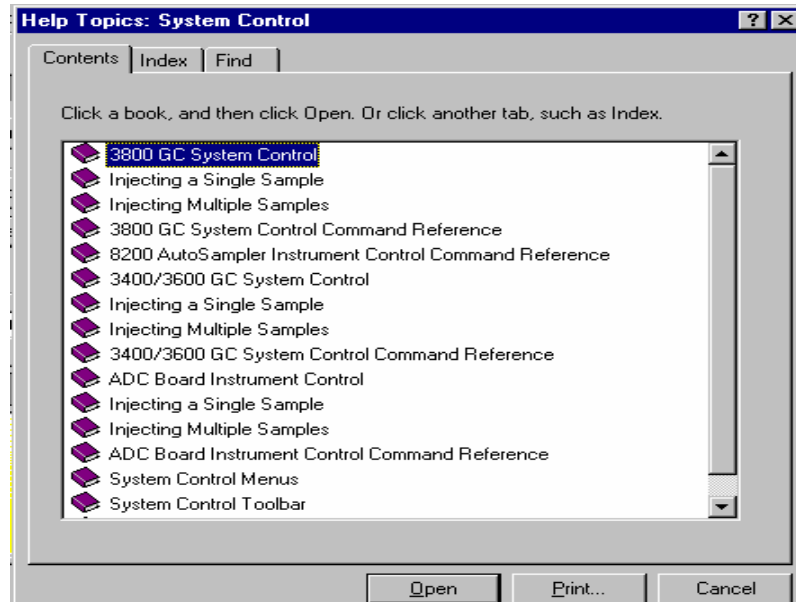 Help Topics: System Control
Contents Index Find
Click a book, and then click Open. Or click another tab, such as Index.
3800 GC System Control
Injecting a Single Sample
Injecting Multiple Samples
3800 GC System Control Command Reference
8200 AutoSampler Instrument Control Command Reference
3400/3600 GC System Control
Injecting a Single Sample
Injecting Multiple Samples
3400/3600 GC System Control Command Reference
ADC Board Instrument Control
Injecting a Single Sample
Injecting Multiple Samples
ADC Board Instrument Control Command Reference
System Control Menus
System Control Toolbar
Open Print... Cancel